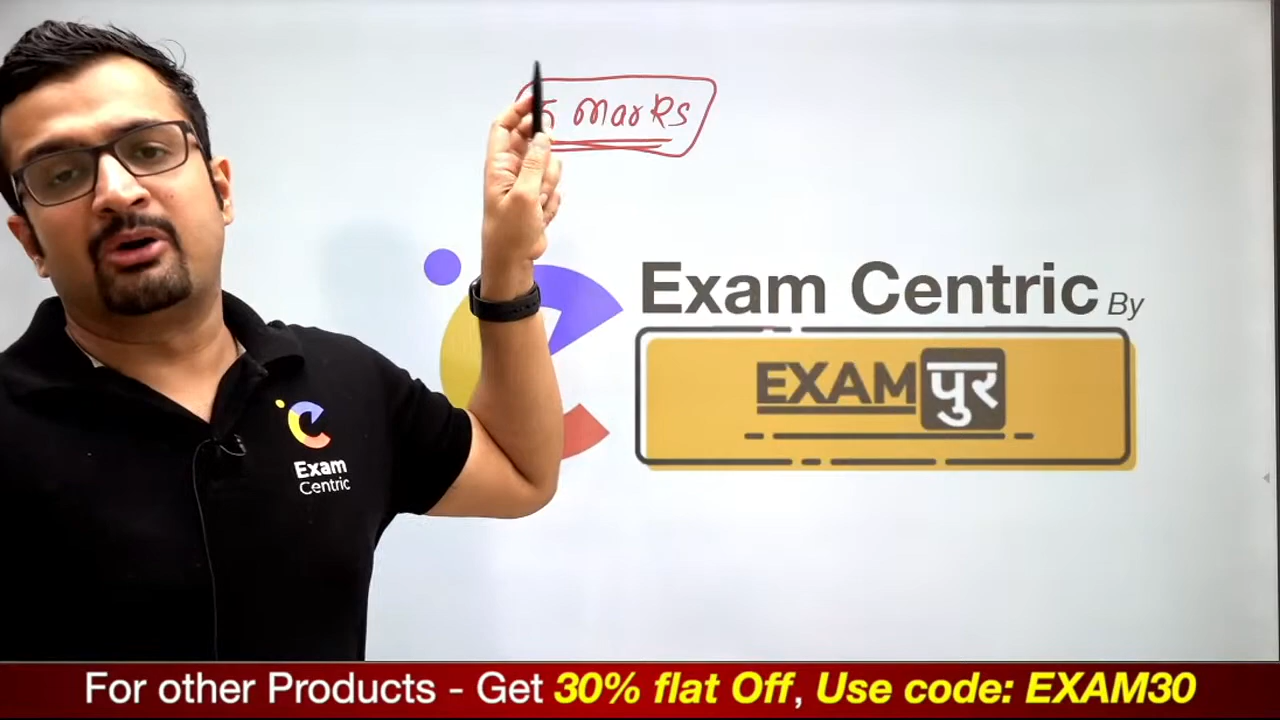 Marks
Exam Centric By
EXAMपुर
Exam
Centric
For other Products - Get 30% flat Off, Use code: EXAM30